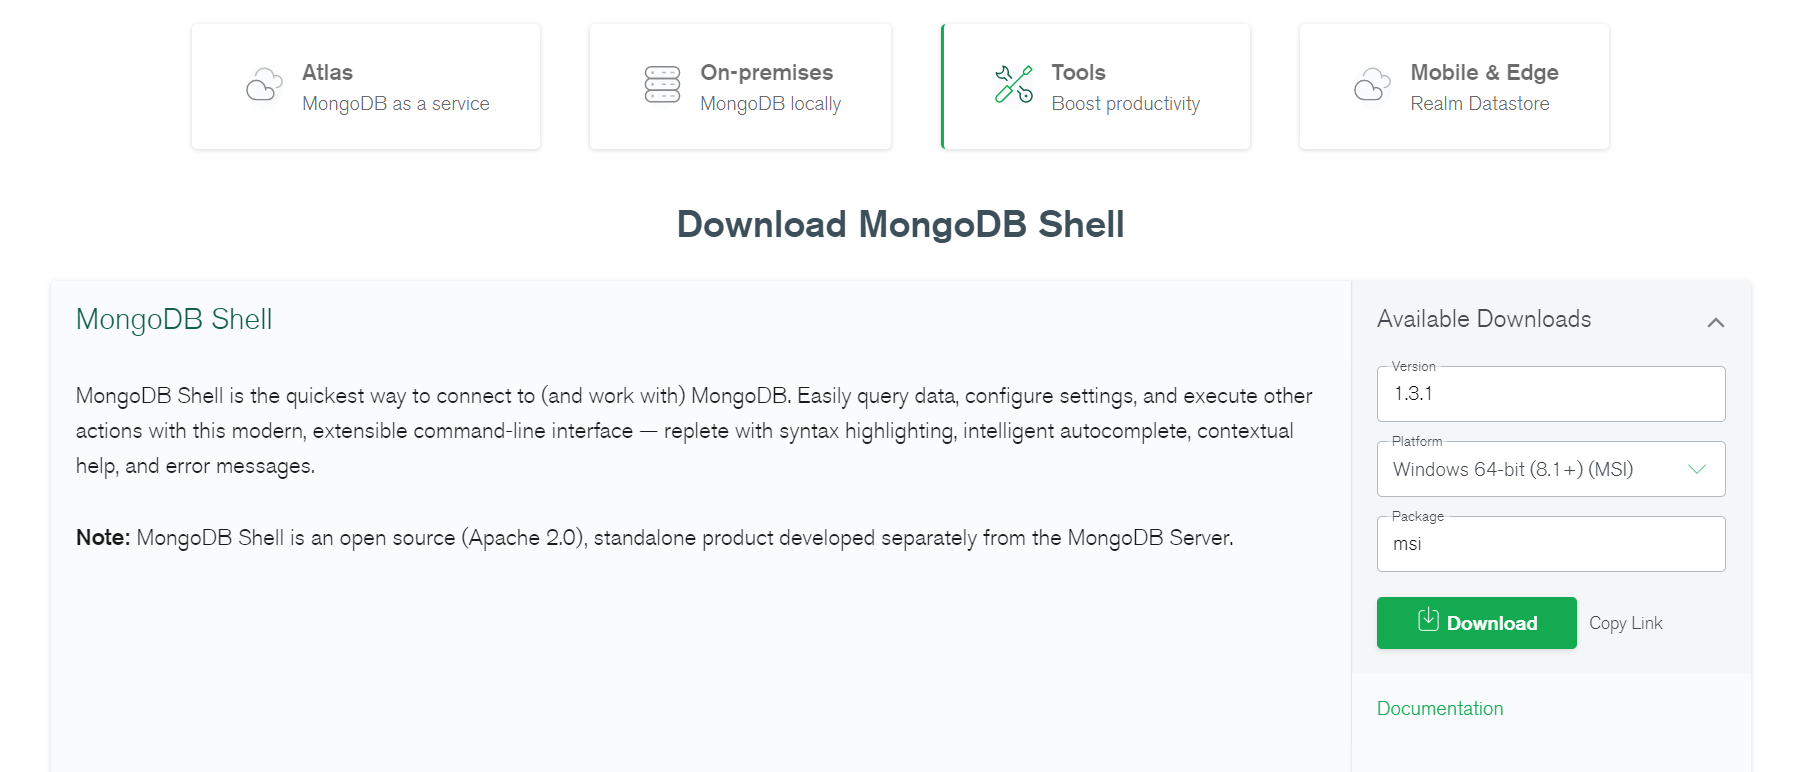 Atlas
MongoDB as a service
On-premises
MongoDB locally
Tools
Boost productivity
Mobile & Edge
Realm Datastore
Download MongoDB Shell
MongoDB Shell
MongoDB Shell is the quickest way to connect to (and work with) MongoDB. Easily query data, configure settings, and execute other
actions with this modern, extensible command-line interface — replete with syntax highlighting, intelligent autocomplete, contextual
help, and error messages.
Note: MongoDB Shell is an open source (Apache 2.0), standalone product developed separately from the MongoDB Server.
Available Downloads
Version
1.3.1
Platform
Windows 64-bit (8.1+) (MSI)
Package
msi
Download
Copy Link
Documentation